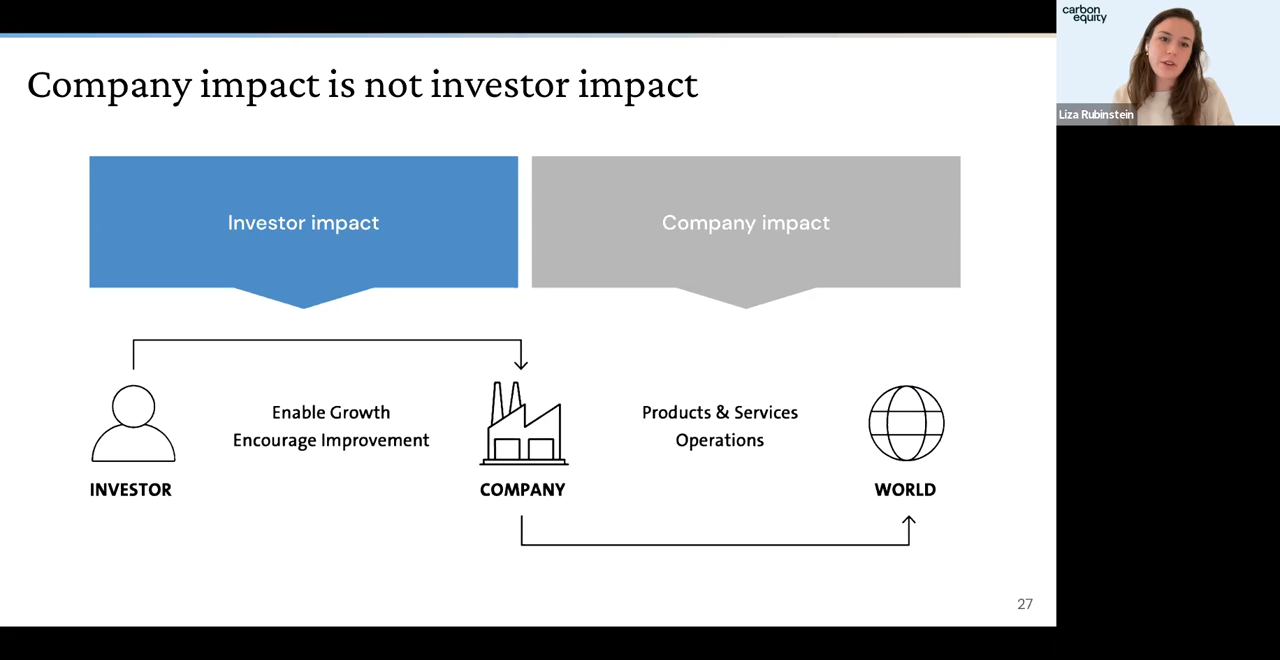 Company impact is not investor impact
carbon
equity
Liza Rubinstein
Investor impact
Company impact
Enable Growth
Encourage Improvement
Products & Services
Operations
INVESTOR
COMPANY
WORLD
27